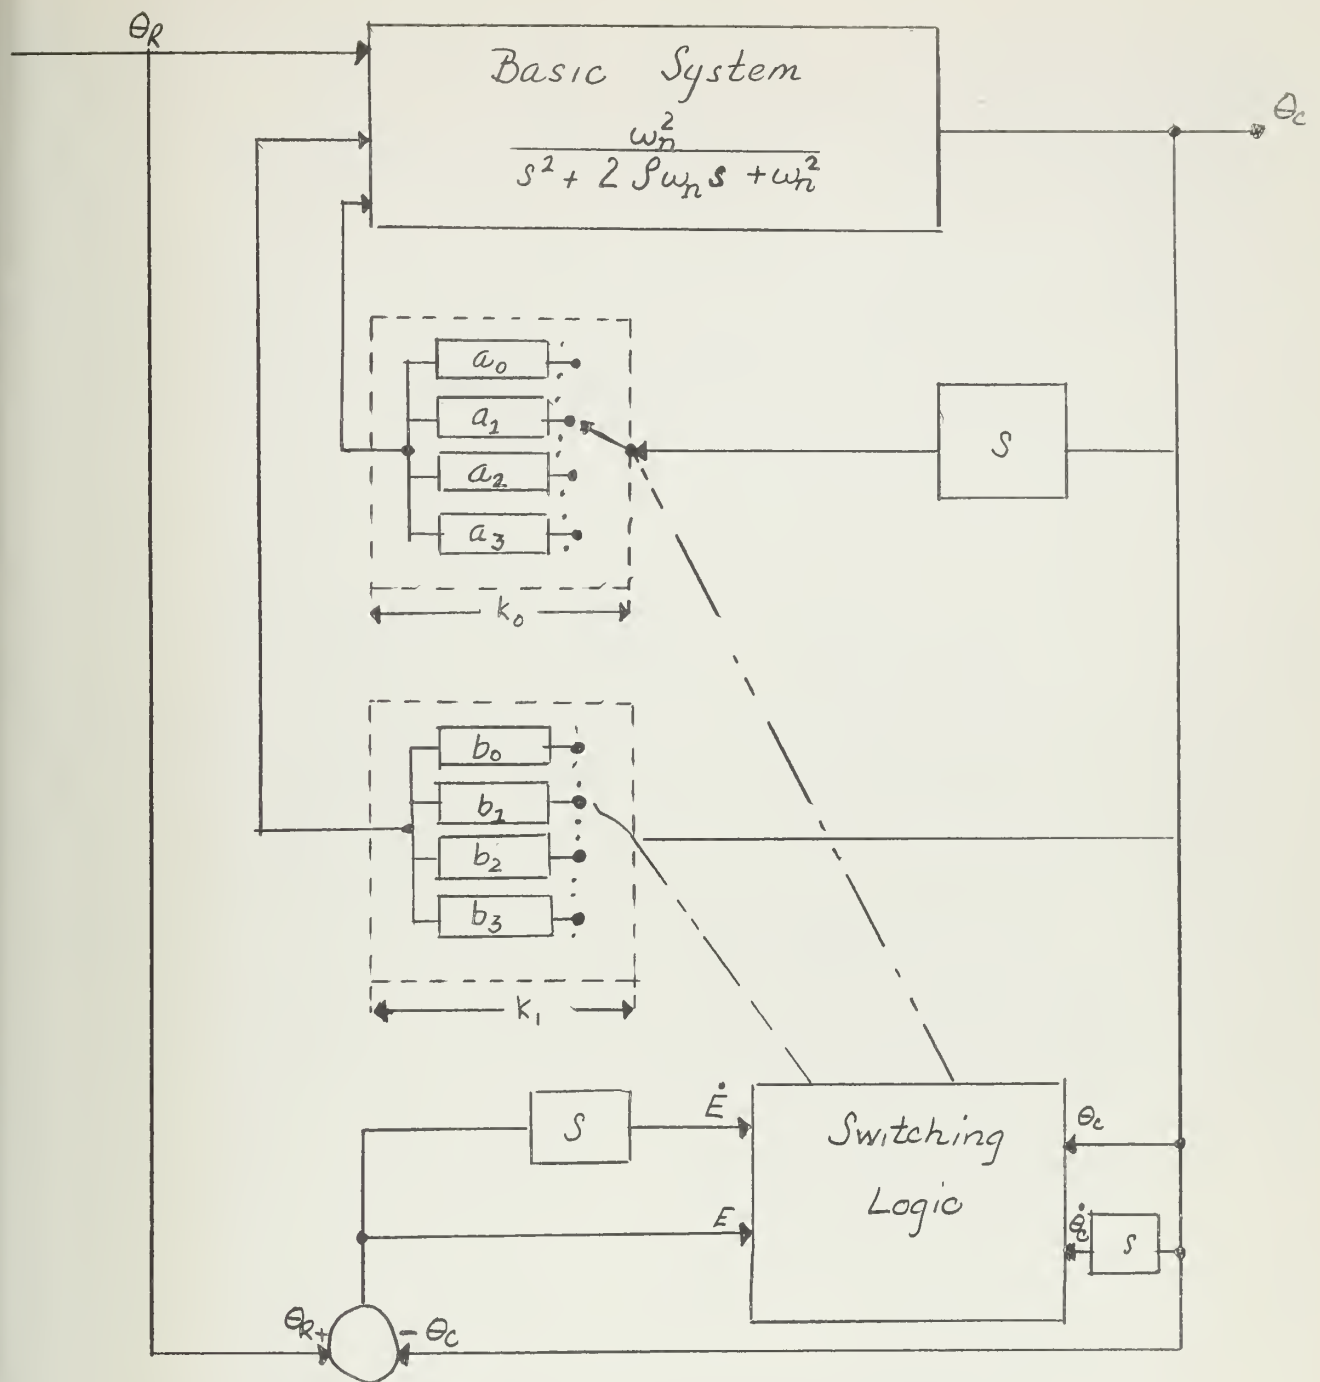 θR
Basic System
ωn²
s² + 2ζωn s + ωn²
θc
a0
a1
a2
a3
S
k0
b0
b1
b2
b3
K1
S
Ė
E
Switching
Logic
θc
θ̇c
S
θR +
- θc